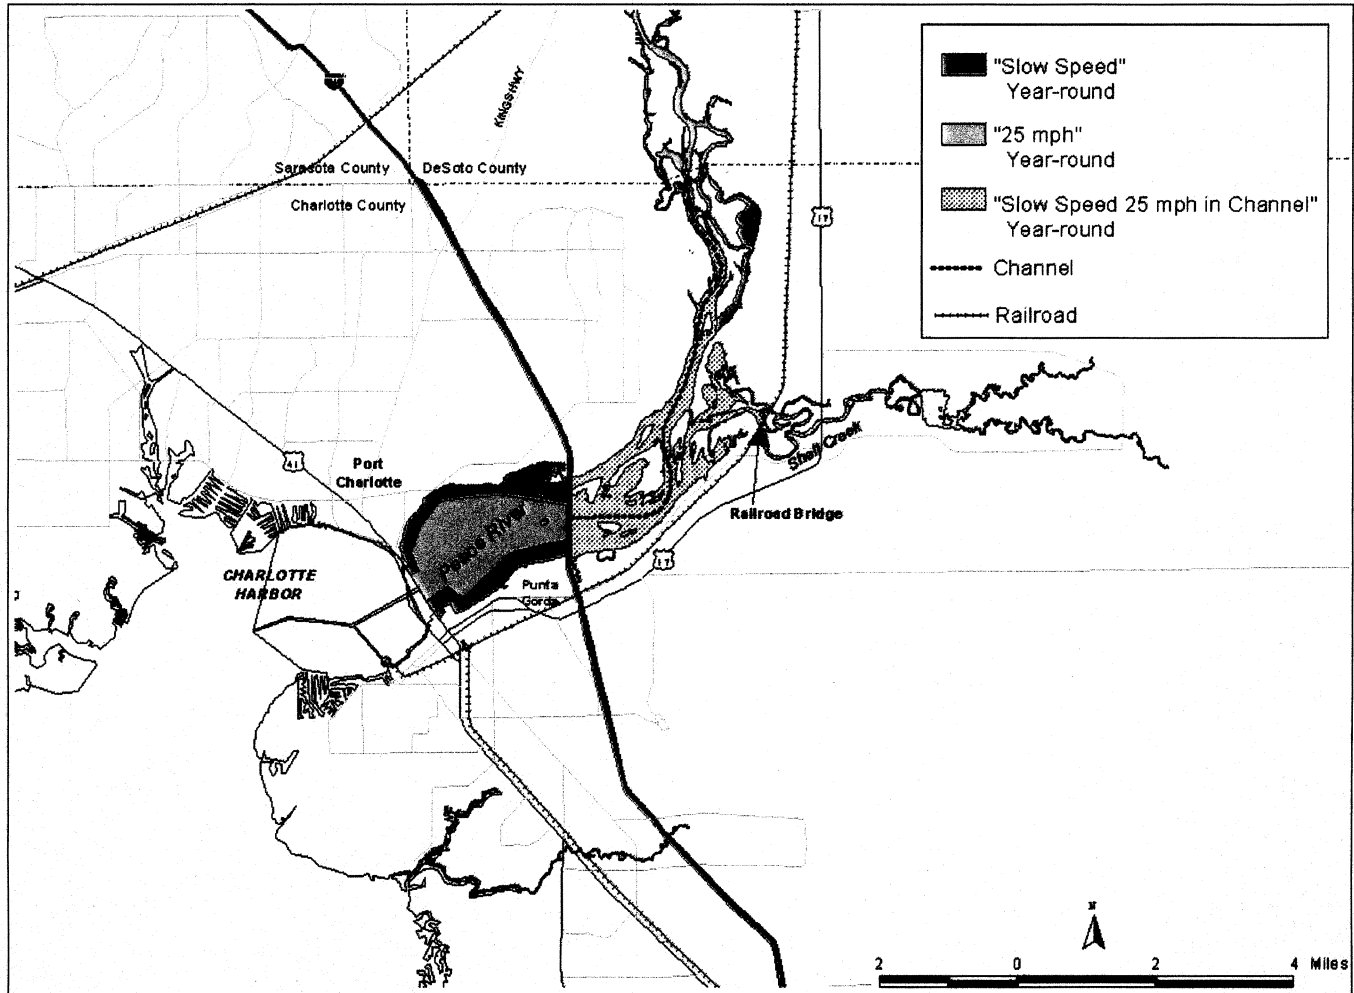 "Slow Speed"
Year-round
"25 mph"
Year-round
"Slow Speed 25 mph in Channel"
Year-round
Channel
Railroad
KINGS HWY
Sarasota County
DeSoto County
Charlotte County
17
41
Port
Charlotte
Shell Creek
Railroad Bridge
Peace River
17
CHARLOTTE
HARBOR
Punta
Gorda
N
2 0 2 4 Miles